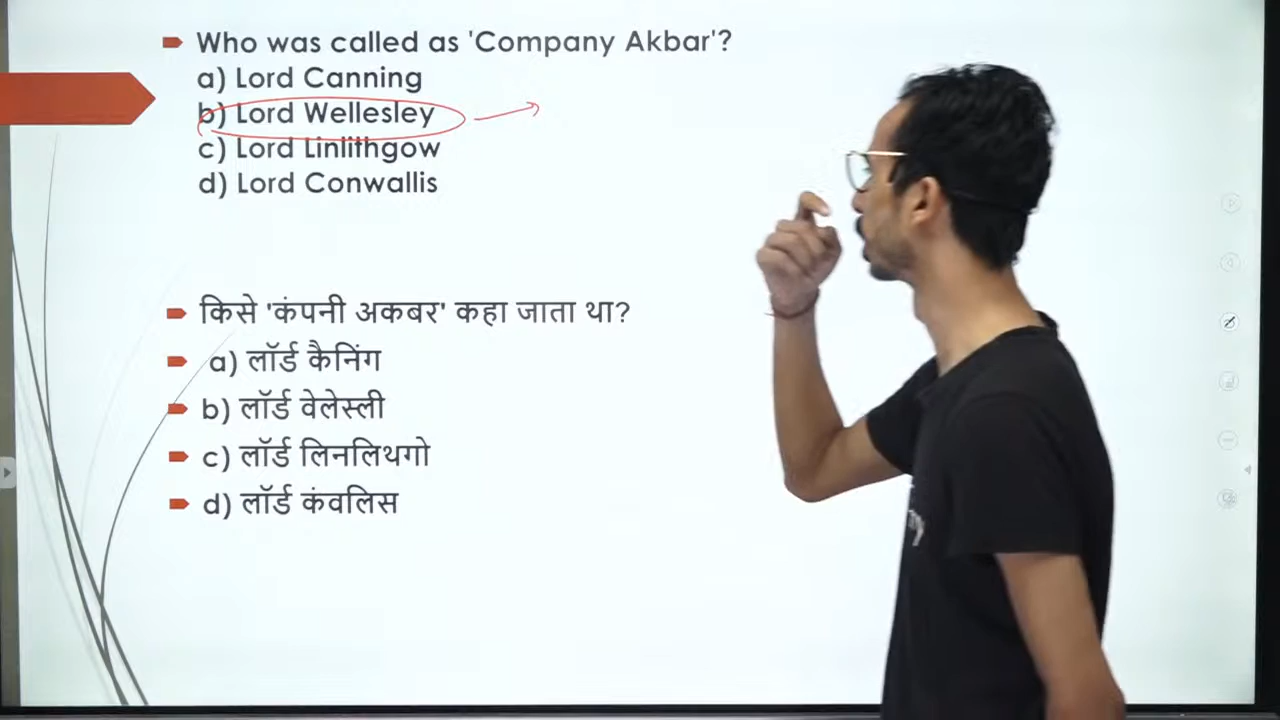 Who was called as 'Company Akbar'?
a) Lord Canning
b) Lord Wellesley
c) Lord Linlithgow
d) Lord Conwallis
किसे 'कंपनी अकबर' कहा जाता था?
a) लॉर्ड कैनिंग
b) लॉर्ड वेलेस्ली
c) लॉर्ड लिनलिथगो
d) लॉर्ड कंवलिस